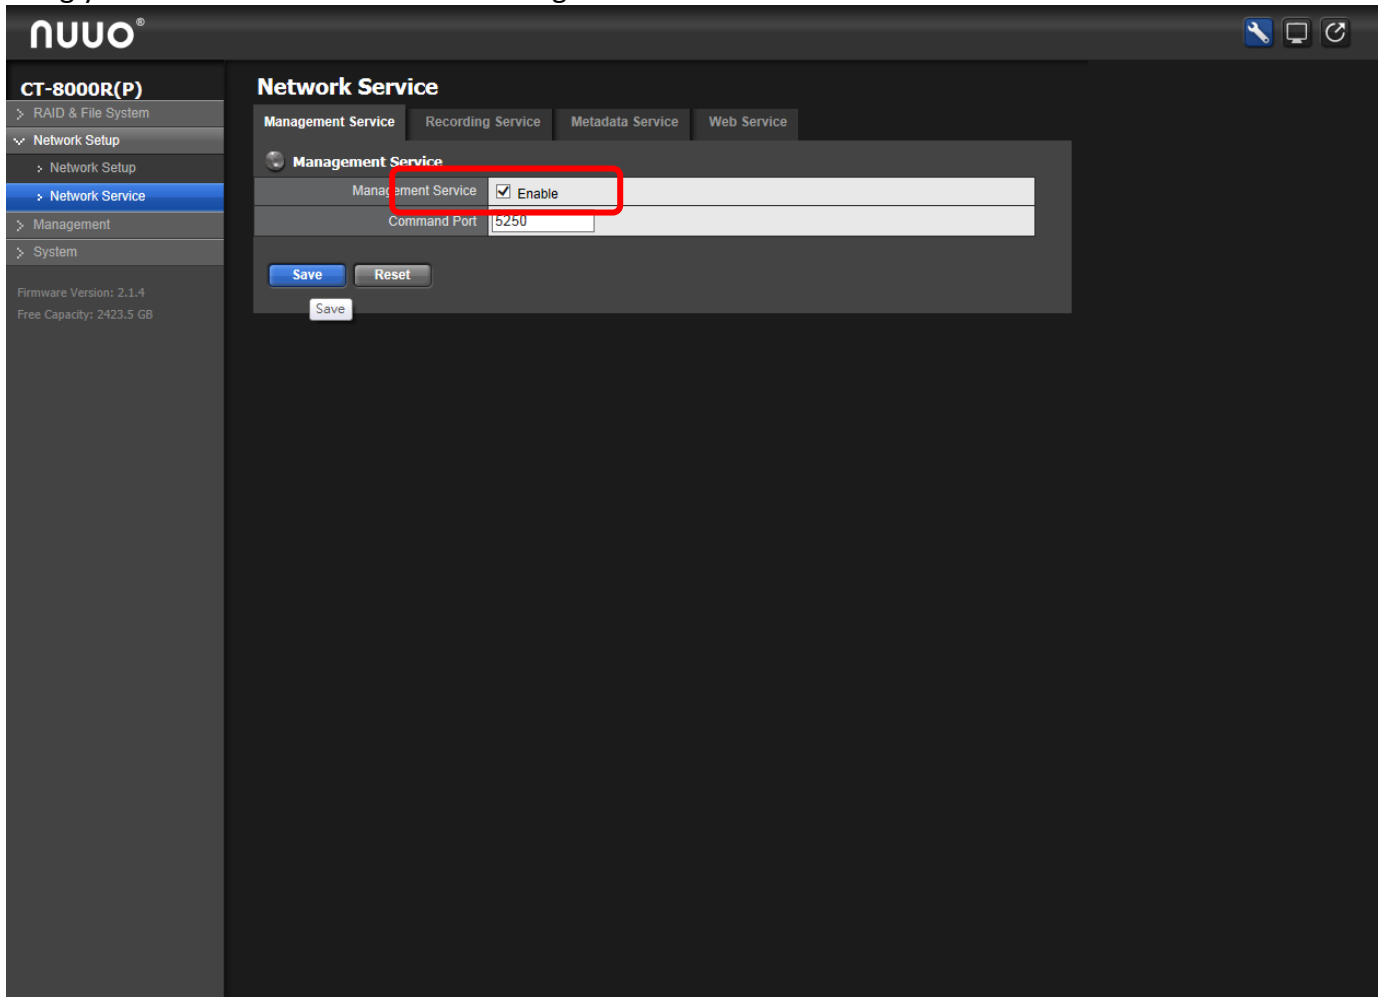 nuuo®
CT-8000R(P)
RAID & File System
Network Setup
Network Setup
Network Service
Management
System
Firmware Version: 2.1.4
Free Capacity: 2423.5 GB
Network Service
Management Service Recording Service Metadata Service Web Service
Management Service
Management Service Enable
Command Port 5250
Save Reset
Save